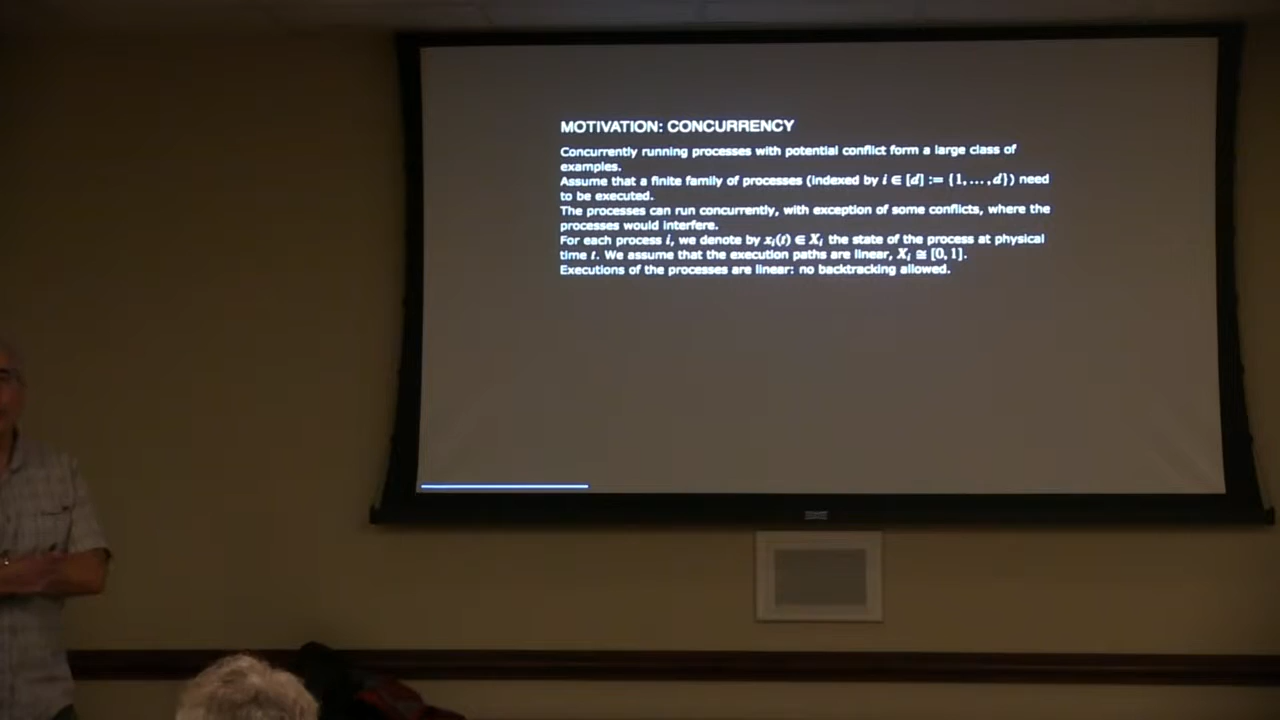 MOTIVATION: CONCURRENCY
Concurrently running processes with potential conflict form a large class of
examples.
Assume that a finite family of processes (indexed by i ∈ [d] := {1, … , d}) need
to be executed.
The processes can run concurrently, with exception of some conflicts, where the
processes would interfere.
For each process i, we denote by xᵢ(t) ∈ Xᵢ the state of the process at physical
time t. We assume that the execution paths are linear, Xᵢ ≅ [0, 1].
Executions of the processes are linear: no backtracking allowed.